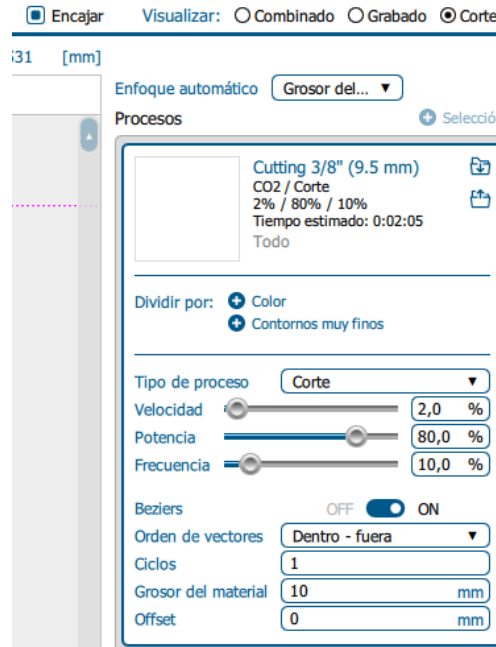 Encajar Visualizar: Combinado Grabado Corte
[mm]
Enfoque automático Grosor del... ▼
Procesos Selecció
Cutting 3/8" (9.5 mm)
CO2 / Corte
2% / 80% / 10%
Tiempo estimado: 0:02:05
Todo
Dividir por: Color
Contornos muy finos
Tipo de proceso Corte ▼
Velocidad 2,0 %
Potencia 80,0 %
Frecuencia 10,0 %
Beziers OFF ON
Orden de vectores Dentro - fuera ▼
Ciclos 1
Grosor del material 10 mm
Offset 0 mm